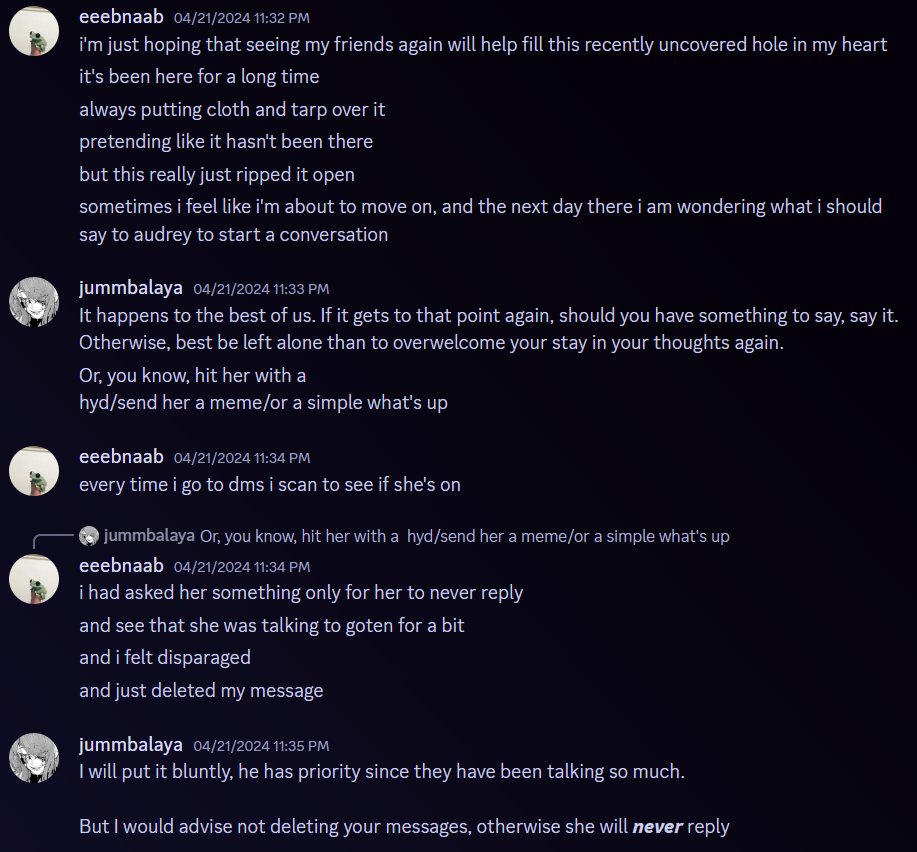 eeebnaab 04/21/2024 11:32 PM
i'm just hoping that seeing my friends again will help fill this recently uncovered hole in my heart
it's been here for a long time
always putting cloth and tarp over it
pretending like it hasn't been there
but this really just ripped it open
sometimes i feel like i'm about to move on, and the next day there i am wondering what i should
say to audrey to start a conversation
jummbalaya 04/21/2024 11:33 PM
It happens to the best of us. If it gets to that point again, should you have something to say, say it.
Otherwise, best be left alone than to overwelcome your stay in your thoughts again.
Or, you know, hit her with a
hyd/send her a meme/or a simple what's up
eeebnaab 04/21/2024 11:34 PM
every time i go to dms i scan to see if she's on
jummbalaya Or, you know, hit her with a hyd/send her a meme/or a simple what's up
eeebnaab 04/21/2024 11:34 PM
i had asked her something only for her to never reply
and see that she was talking to goten for a bit
and i felt disparaged
and just deleted my message
jummbalaya 04/21/2024 11:35 PM
I will put it bluntly, he has priority since they have been talking so much.
But I would advise not deleting your messages, otherwise she will never reply